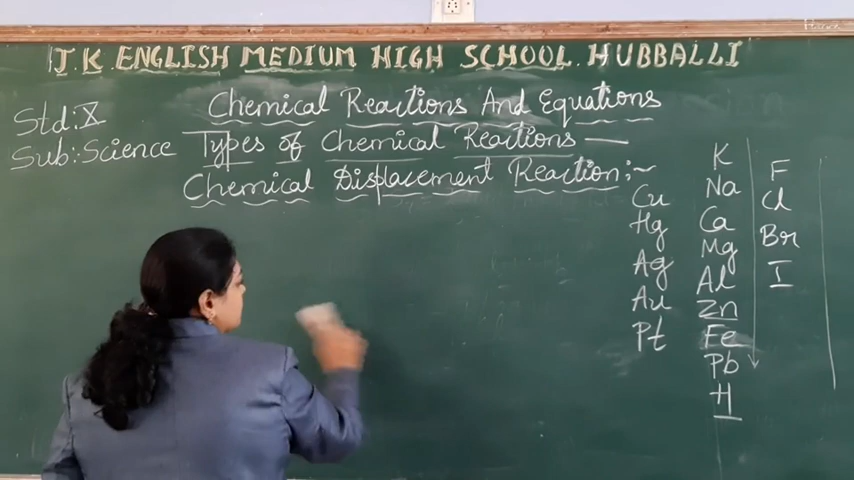 J.K. ENGLISH MEDIUM HIGH SCHOOL. HUBBALLI
Std:X
Sub:Science
Chemical Reactions And Equations
Types of Chemical Reactions —
Chemical Displacement Reaction:~
Cu
Hg
Ag
Au
Pt
K
Na
Ca
Mg
Al
Zn
Fe
Pb
H
F
Cl
Br
I